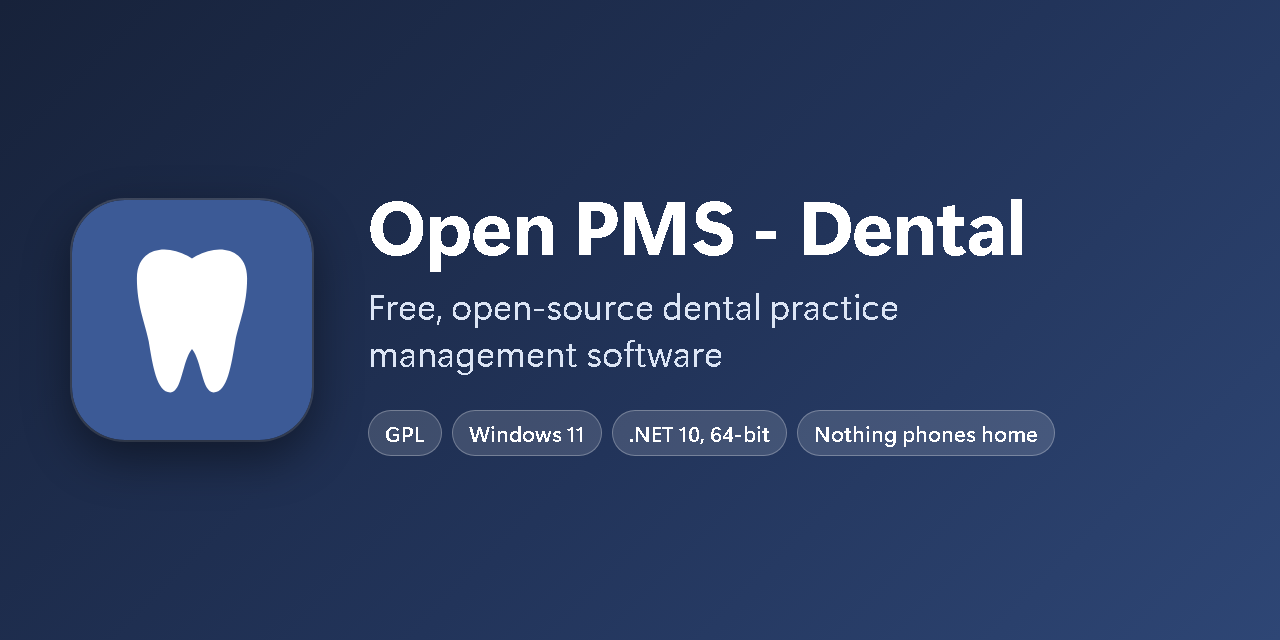 Open PMS - Dental
Free, open-source dental practice
management software
GPL
Windows 11
.NET 10, 64-bit
Nothing phones home